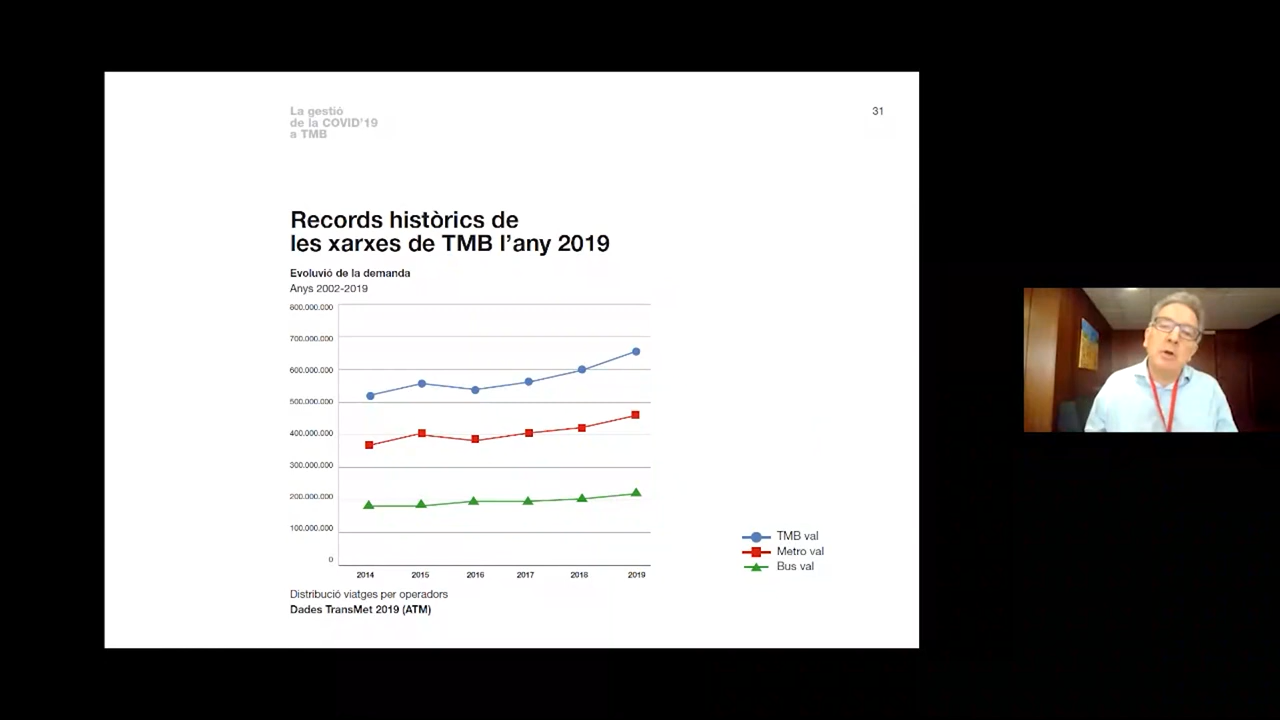 La gestió
de la COVID'19
a TMB
31
Records històrics de
les xarxes de TMB l'any 2019
Evoluvió de la demanda
Anys 2002-2019
800.000.000
700.000.000
600.000.000
500.000.000
400.000.000
300.000.000
200.000.000
100.000.000
0
2014 2015 2016 2017 2018 2019
TMB val
Metro val
Bus val
Distribució viatges per operadors
Dades TransMet 2019 (ATM)